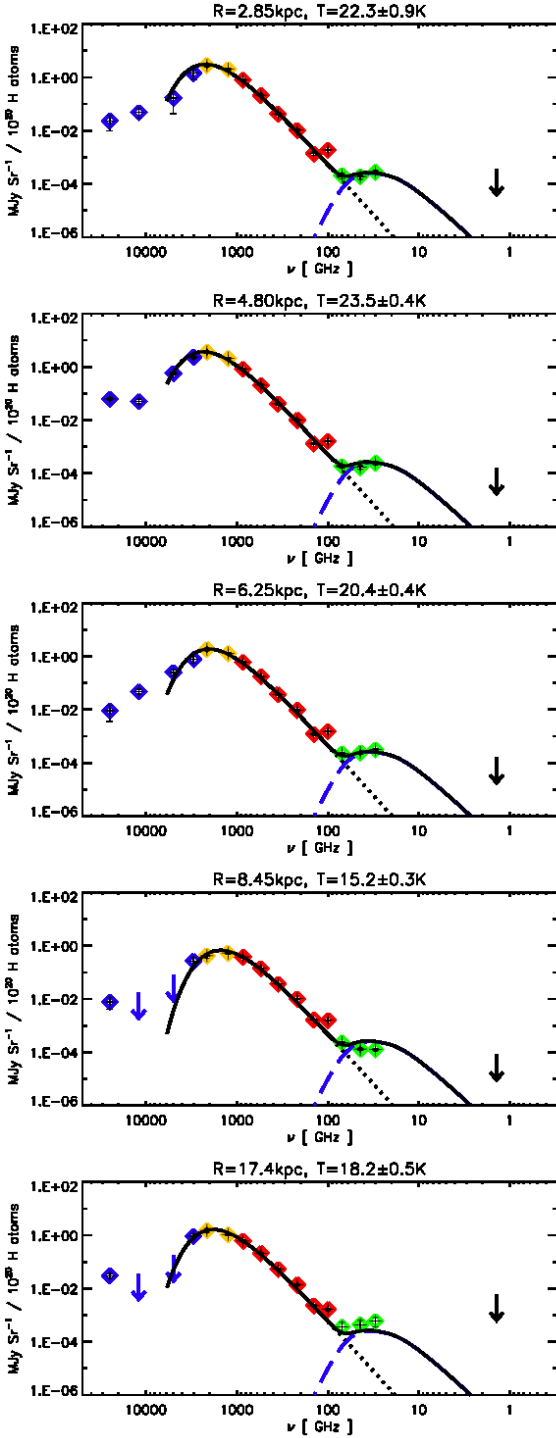 R=2.85kpc, T=22.3±0.9K
MJy Sr⁻¹ / 10²⁰ H atoms
1.E+02
1.E+00
1.E-02
1.E-04
1.E-06
10000 1000 100 10 1
ν [ GHz ]
R=4.80kpc, T=23.5±0.4K
MJy Sr⁻¹ / 10²⁰ H atoms
1.E+02
1.E+00
1.E-02
1.E-04
1.E-06
10000 1000 100 10 1
ν [ GHz ]
R=6.25kpc, T=20.4±0.4K
MJy Sr⁻¹ / 10²⁰ H atoms
1.E+02
1.E+00
1.E-02
1.E-04
1.E-06
10000 1000 100 10 1
ν [ GHz ]
R=8.45kpc, T=15.2±0.3K
MJy Sr⁻¹ / 10²⁰ H atoms
1.E+02
1.E+00
1.E-02
1.E-04
1.E-06
10000 1000 100 10 1
ν [ GHz ]
R=17.4kpc, T=18.2±0.5K
MJy Sr⁻¹ / 10²⁰ H atoms
1.E+02
1.E+00
1.E-02
1.E-04
1.E-06
10000 1000 100 10 1
ν [ GHz ]